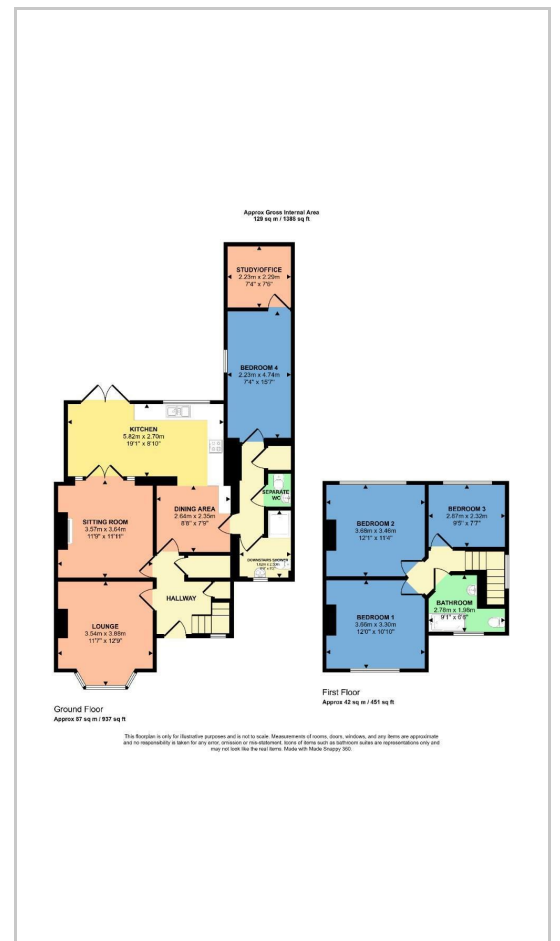 Approx Gross Internal Area
129 sq m / 1388 sq ft
STUDY/OFFICE
2.23m x 2.29m
7'4" x 7'6"
BEDROOM 4
2.23m x 4.74m
7'4" x 15'7"
KITCHEN
5.82m x 2.70m
19'1" x 8'10"
SEPARATE
WC
SITTING ROOM
3.57m x 3.64m
11'9" x 11'11"
DINING AREA
2.64m x 2.35m
8'8" x 7'9"
DOWNSTAIRS SHOWER
HALLWAY
LOUNGE
3.54m x 3.88m
11'7" x 12'9"
BEDROOM 2
3.68m x 3.46m
12'1" x 11'4"
BEDROOM 3
2.87m x 2.32m
9'5" x 7'7"
BATHROOM
2.78m x 1.98m
9'1" x 6'6"
BEDROOM 1
3.66m x 3.30m
12'0" x 10'10"
Ground Floor
Approx 87 sq m / 937 sq ft
First Floor
Approx 42 sq m / 451 sq ft
This floorplan is only for illustrative purposes and is not to scale. Measurements of rooms, doors, windows, and any items are approximate
and no responsibility is taken for any error, omission or mis-statement. Icons of items such as bathroom suites are representations only and
may not look like the real items. Made with Made Snappy 360.